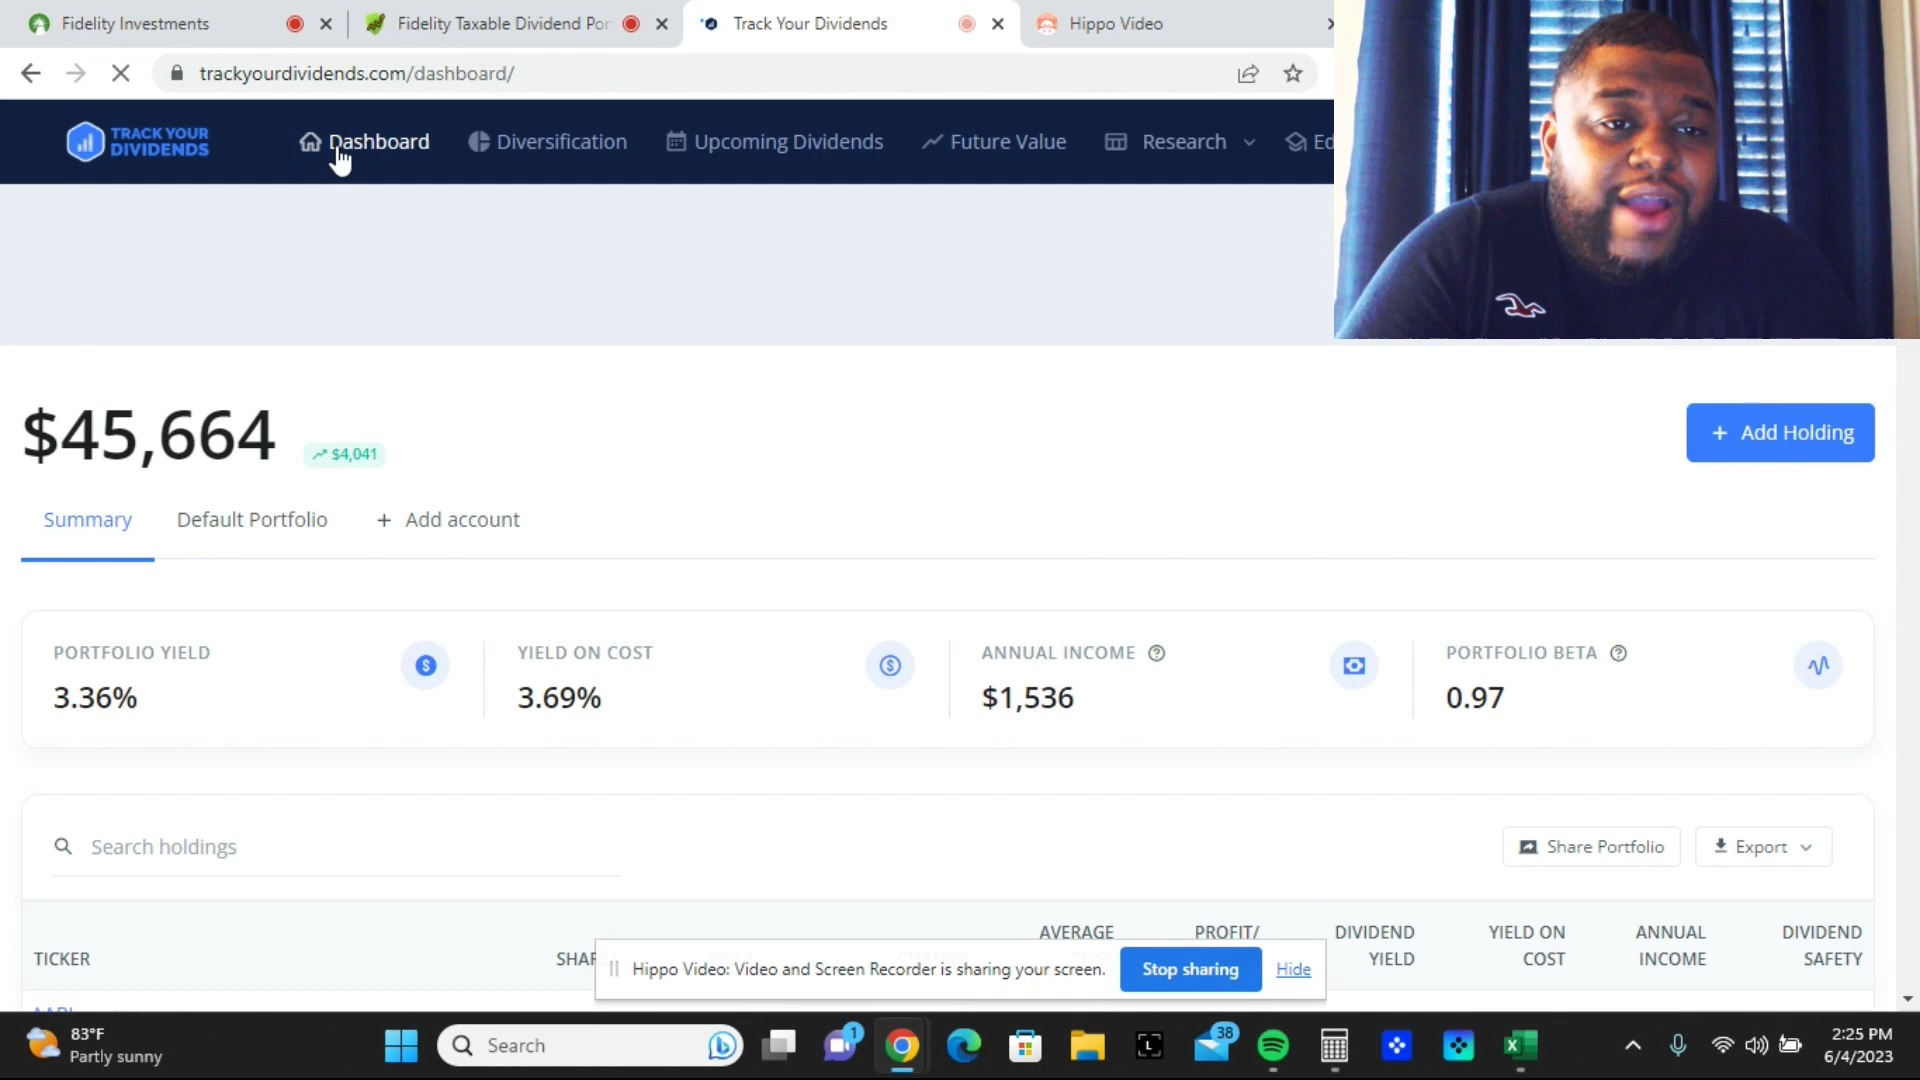 Fidelity Investments
Fidelity Taxable Dividend Por
Track Your Dividends
Hippo Video
trackyourdividends.com/dashboard/
TRACK YOUR
DIVIDENDS
Dashboard
Diversification
Upcoming Dividends
Future Value
Research
Ed
$45,664
$4,041
+ Add Holding
Summary
Default Portfolio
+ Add account
PORTFOLIO YIELD
3.36%
YIELD ON COST
3.69%
ANNUAL INCOME
$1,536
PORTFOLIO BETA
0.97
Search holdings
Share Portfolio
Export
TICKER
SHAR
AVERAGE
PROFIT/
DIVIDEND
YIELD
YIELD ON
COST
ANNUAL
INCOME
DIVIDEND
SAFETY
Hippo Video: Video and Screen Recorder is sharing your screen.
Stop sharing
Hide
83°F
Partly sunny
Search
1
38
2:25 PM
6/4/2023